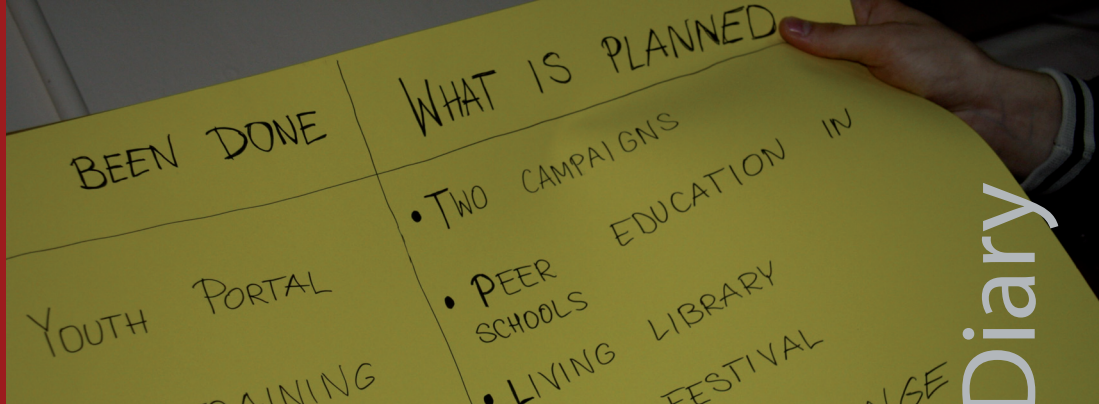 BEEN DONE
WHAT IS PLANNED
YOUTH PORTAL
• TWO CAMPAIGNS
• PEER EDUCATION IN
SCHOOLS
• LIVING LIBRARY
FESTIVAL
Diary